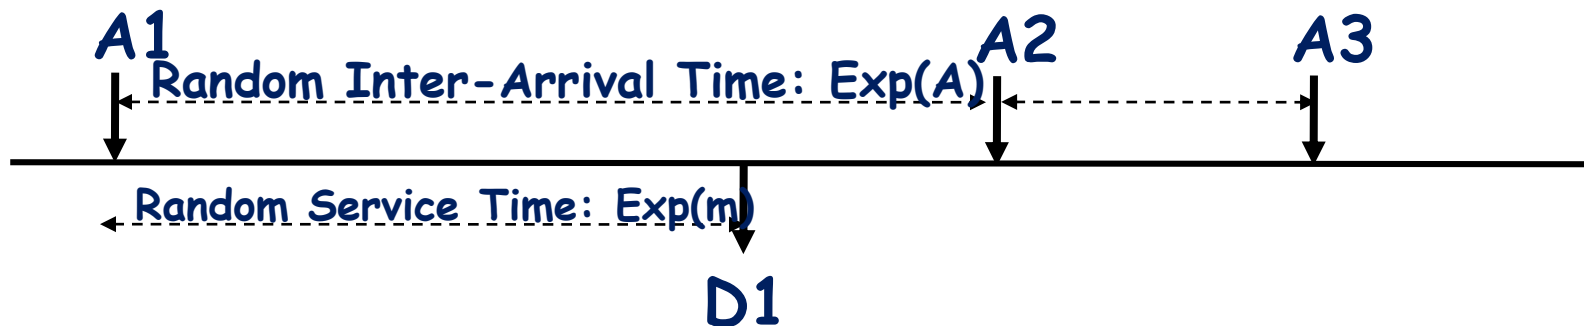 A1 A2 A3
Random Inter-Arrival Time: Exp(A)
Random Service Time: Exp(m)
D1